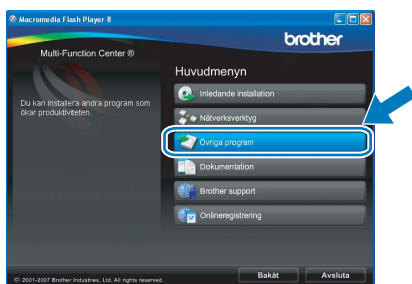 Macromedia Flash Player 8
brother
Multi-Function Center ®
Huvudmenyn
Du kan installera andra program som
ökar produktiviteten.
Inledande installation
Nätverksverktyg
Övriga program
Dokumentation
Brother support
Onlineregistrering
© 2001-2007 Brother Industries, Ltd. All rights reserved.
Bakåt
Avsluta